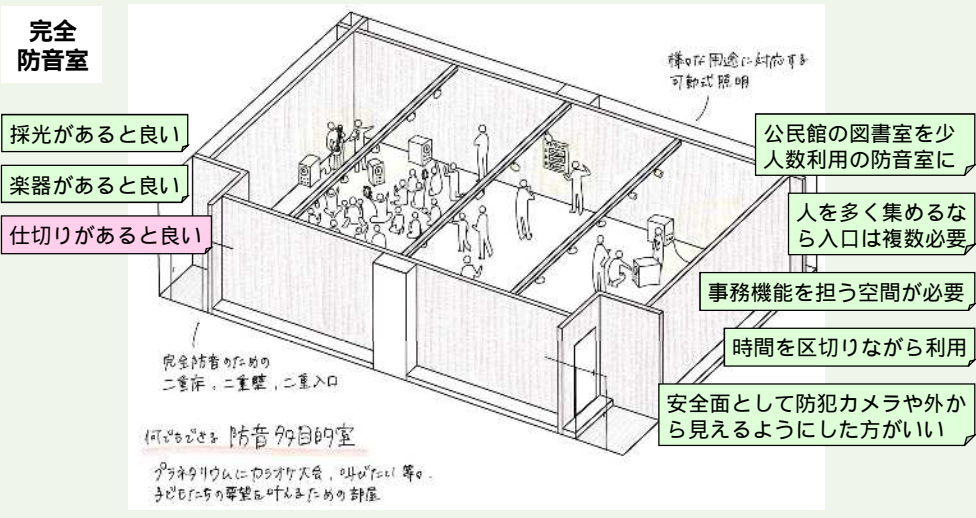 完全
防音室
様々な用途に対応する
可動式照明
採光があると良い
楽器があると良い
仕切りがあると良い
公民館の図書室を少
人数利用の防音室に
人を多く集めるな
ら入口は複数必要
事務機能を担う空間が必要
時間を区切りながら利用
安全面として防犯カメラや外か
ら見えるようにした方がいい
完全防音のための
二重床、二重壁、二重入口
何でもできる 防音多目的室
プラネタリウムにカラオケ大会、叫びたい 等々.
子どもたちの要望を叶えるための部屋